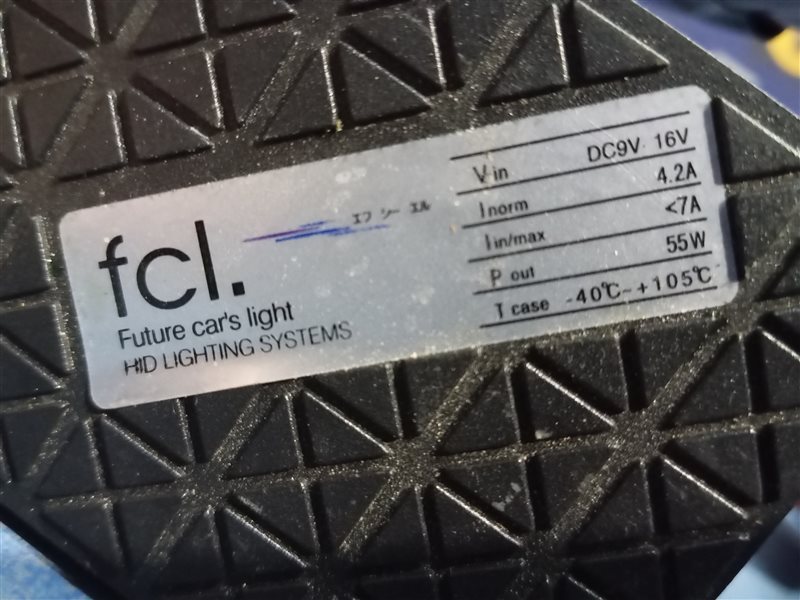 fcl.
エフ シー エル
Future car's light
HID LIGHTING SYSTEMS
V in DC9V 16V
I norm 4.2A
I in/max <7A
P out 55W
T case -40℃-+105℃